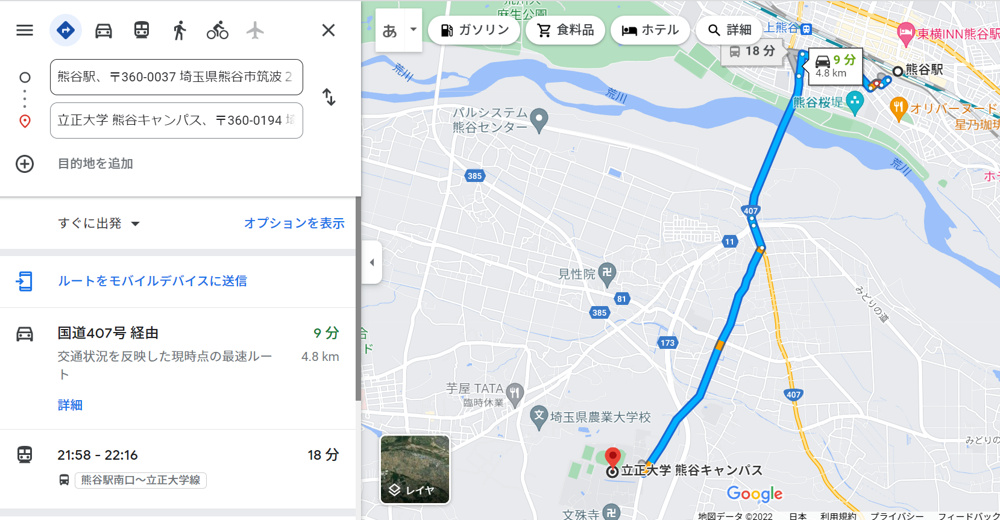 熊谷駅、〒360-0037 埼玉県熊谷市筑波 2
立正大学 熊谷キャンパス、〒360-0194 埼
目的地を追加
すぐに出発
オプションを表示
ルートをモバイルデバイスに送信
国道407号 経由
9 分
交通状況を反映した現時点の最速ルー
ト
4.8 km
詳細
21:58 - 22:16
18 分
熊谷駅南口〜立正大学線
あ
ガソリン
食料品
ホテル
詳細
麻生公園
上熊谷
東横INN熊谷駅
18 分
9 分
4.8 km
熊谷駅
荒川
荒川
熊谷桜堤
オリバーヌード
星乃珈琲
パルシステム
熊谷センター
荒川
385
ホテ
407
11
見性院
81
385
みどりの道
173
407
芋屋 TATA
臨時休業
埼玉県農業大学校
みどりの
立正大学 熊谷キャンパス
レイヤ
Google
文殊寺
地図データ ©2022
日本
利用規約
プライバシー
フィードバック